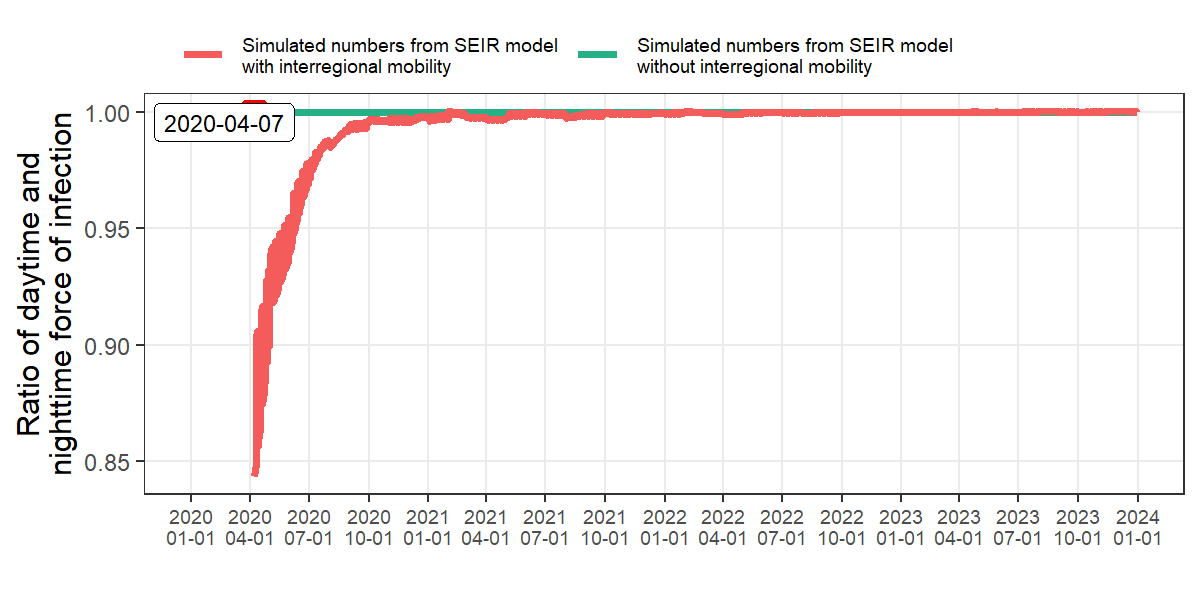 Simulated numbers from SEIR model
with interregional mobility
Simulated numbers from SEIR model
without interregional mobility
Ratio of daytime and
nighttime force of infection
1.00
0.95
0.90
0.85
2020-04-07
2020 2020 2020 2020 2021 2021 2021 2021 2022 2022 2022 2022 2023 2023 2023 2023 2024
01-01 04-01 07-01 10-01 01-01 04-01 07-01 10-01 01-01 04-01 07-01 10-01 01-01 04-01 07-01 10-01 01-01